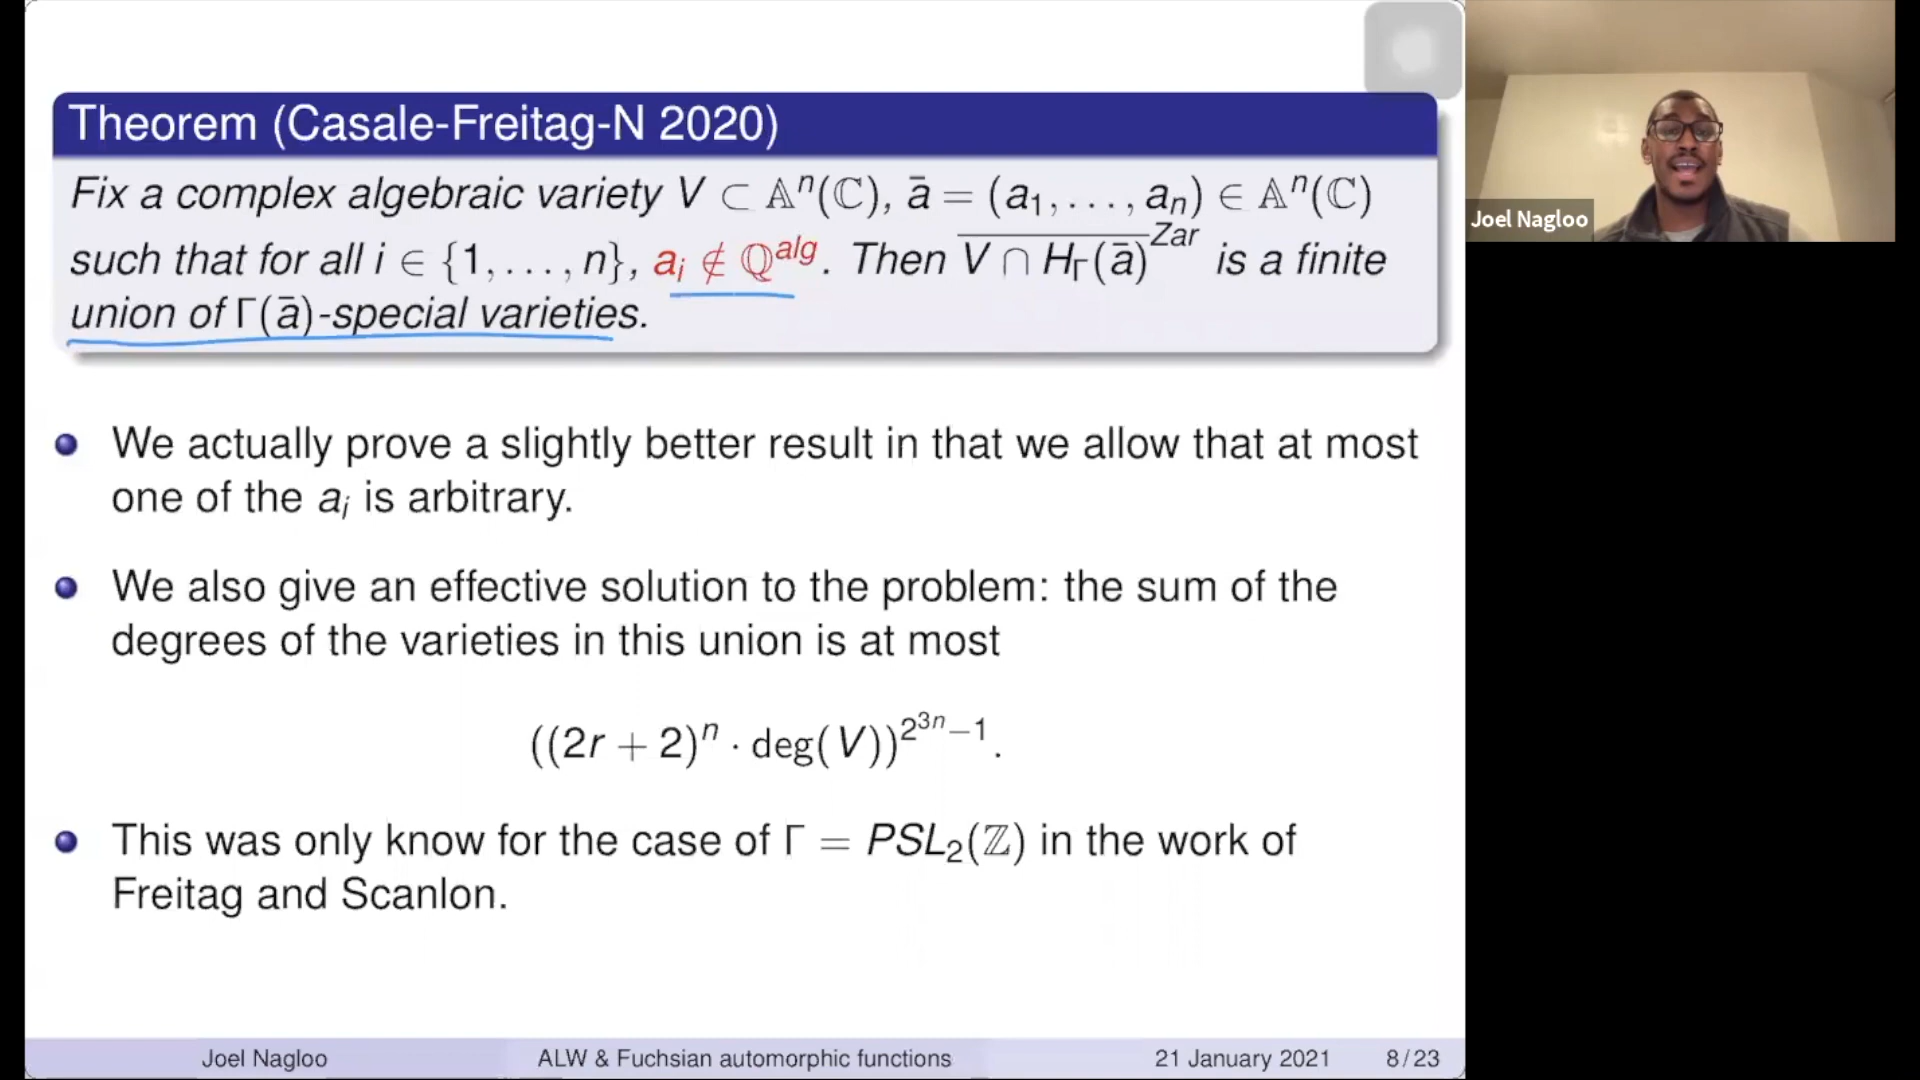 Theorem (Casale-Freitag-N 2020)
Fix a complex algebraic variety V ⊂ 𝔸ⁿ(ℂ), ā = (a₁, . . . , aₙ) ∈ 𝔸ⁿ(ℂ)
such that for all i ∈ {1, . . . , n}, aᵢ ∉ ℚ^alg. Then \overline{V ∩ H_Γ(ā)}^Zar is a finite
union of Γ(ā)-special varieties.
We actually prove a slightly better result in that we allow that at most
one of the aᵢ is arbitrary.
We also give an effective solution to the problem: the sum of the
degrees of the varieties in this union is at most
((2r + 2)ⁿ · deg(V))^{2^{3n}−1}.
This was only know for the case of Γ = PSL₂(ℤ) in the work of
Freitag and Scanlon.
Joel Nagloo ALW & Fuchsian automorphic functions 21 January 2021 8/23
Joel Nagloo